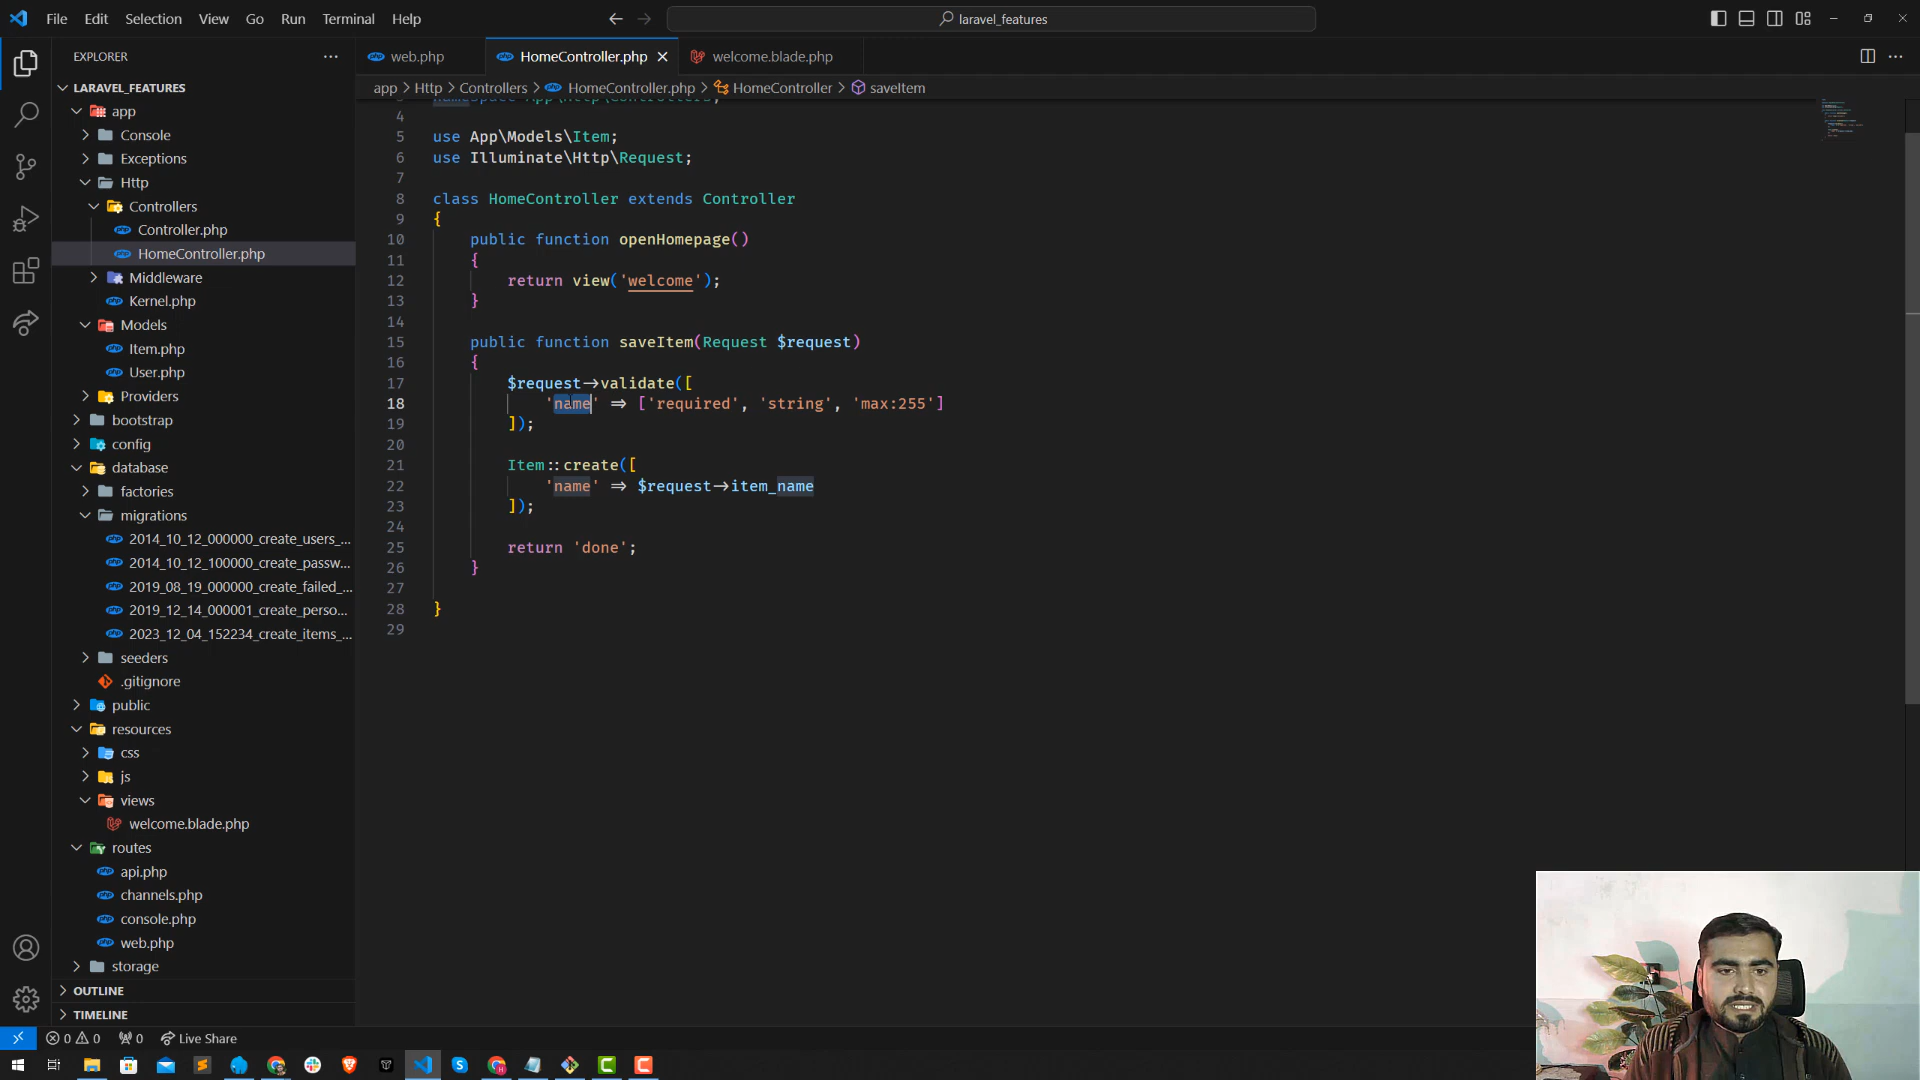 File Edit Selection View Go Run Terminal Help
laravel_features
EXPLORER
LARAVEL_FEATURES
app
Console
Exceptions
Http
Controllers
Controller.php
HomeController.php
Middleware
Kernel.php
Models
Item.php
User.php
Providers
bootstrap
config
database
factories
migrations
2014_10_12_000000_create_users_...
2014_10_12_100000_create_passw...
2019_08_19_000000_create_failed_...
2019_12_14_000001_create_perso...
2023_12_04_152234_create_items_...
seeders
.gitignore
public
resources
css
js
views
welcome.blade.php
routes
api.php
channels.php
console.php
web.php
storage
OUTLINE
TIMELINE
web.php HomeController.php welcome.blade.php
app > Http > Controllers > HomeController.php > HomeController > saveItem
namespace App\Http\Controllers;
4
5 use App\Models\Item;
6 use Illuminate\Http\Request;
7
8 class HomeController extends Controller
9 {
10 public function openHomepage()
11 {
12 return view('welcome');
13 }
14
15 public function saveItem(Request $request)
16 {
17 $request->validate([
18 'name' => ['required', 'string', 'max:255']
19 ]);
20
21 Item::create([
22 'name' => $request->item_name
23 ]);
24
25 return 'done';
26 }
27
28 }
29
0 0 0 Live Share